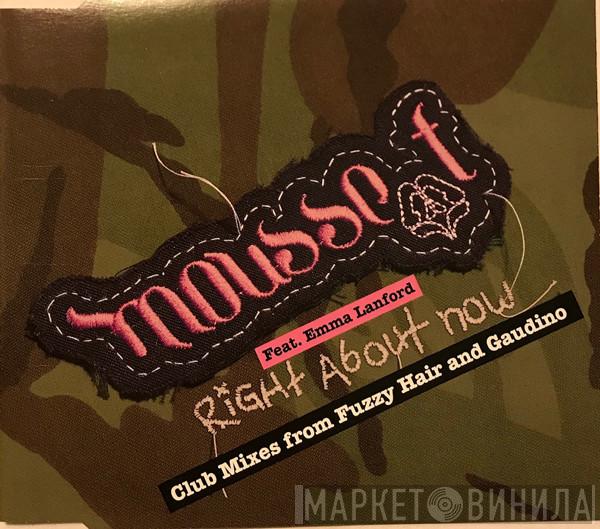 mousse t
Feat. Emma Lanford
Right About now
Club Mixes from Fuzzy Hair and Gaudino
МАРКЕТ ВИНИЛА